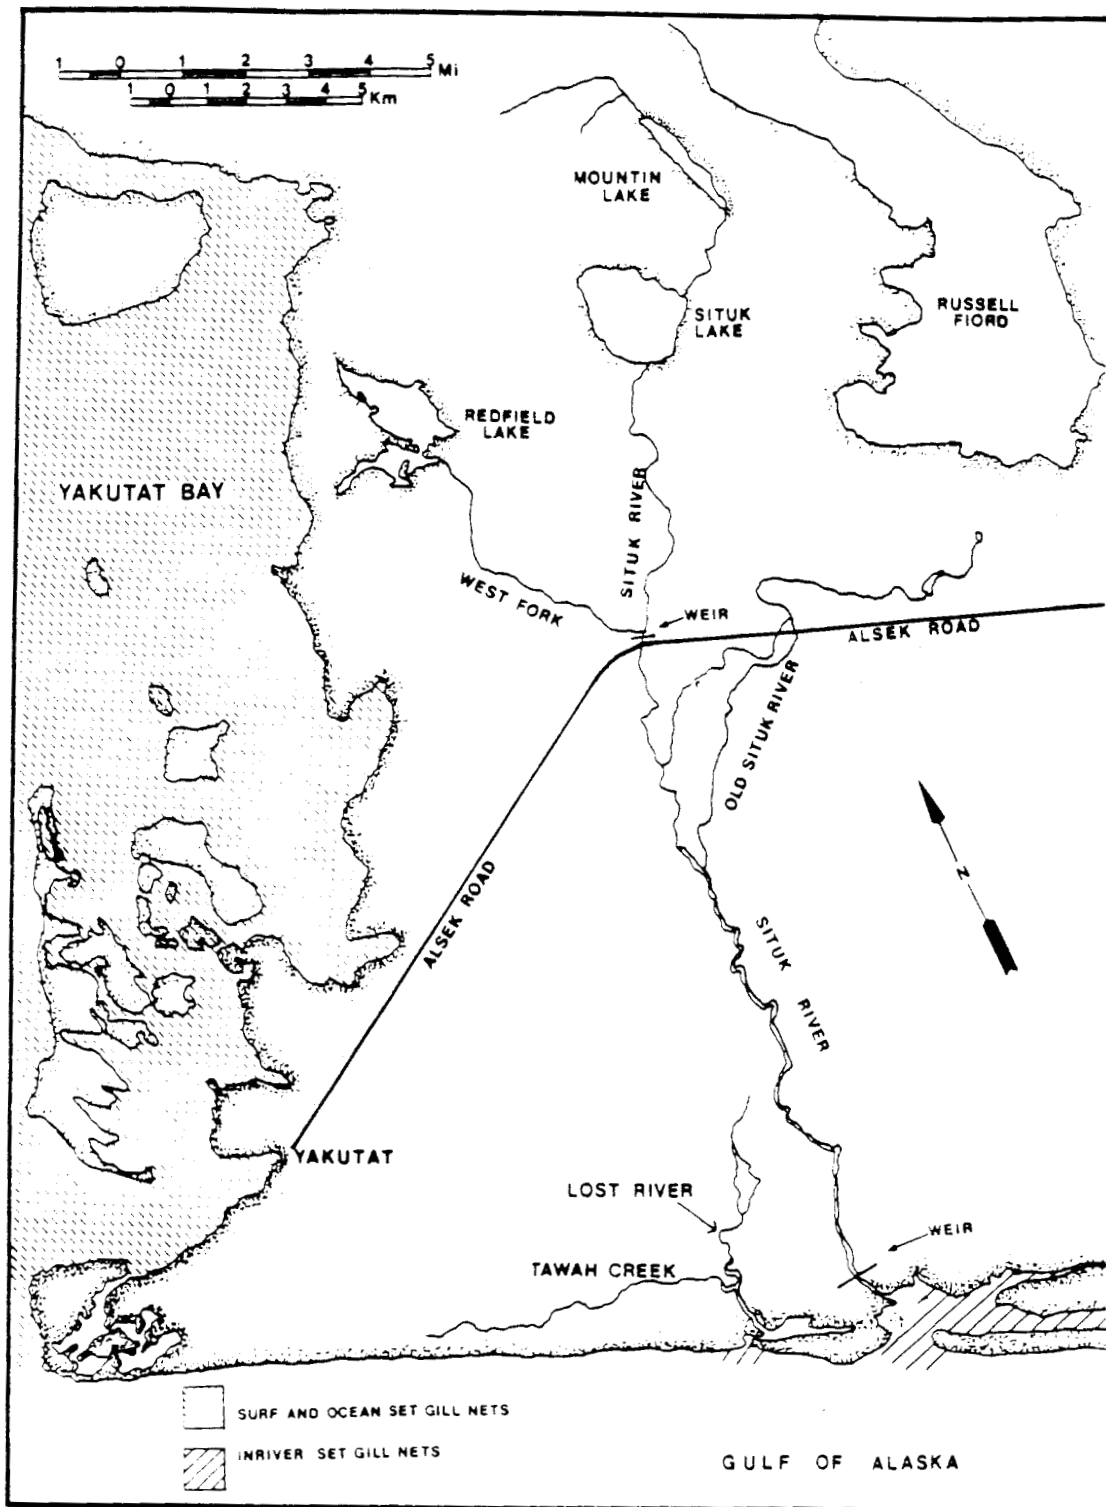 1 0 1 2 3 4 5 Mi
1 0 1 2 3 4 5 Km
MOUNTIN
LAKE
SITUK
LAKE
RUSSELL
FIORD
REDFIELD
LAKE
YAKUTAT BAY
SITUK RIVER
WEST FORK
WEIR
ALSEK ROAD
OLD SITUK RIVER
N
ALSEK ROAD
SITUK RIVER
YAKUTAT
LOST RIVER
WEIR
TAWAH CREEK
SURF AND OCEAN SET GILL NETS
INRIVER SET GILL NETS
GULF OF ALASKA